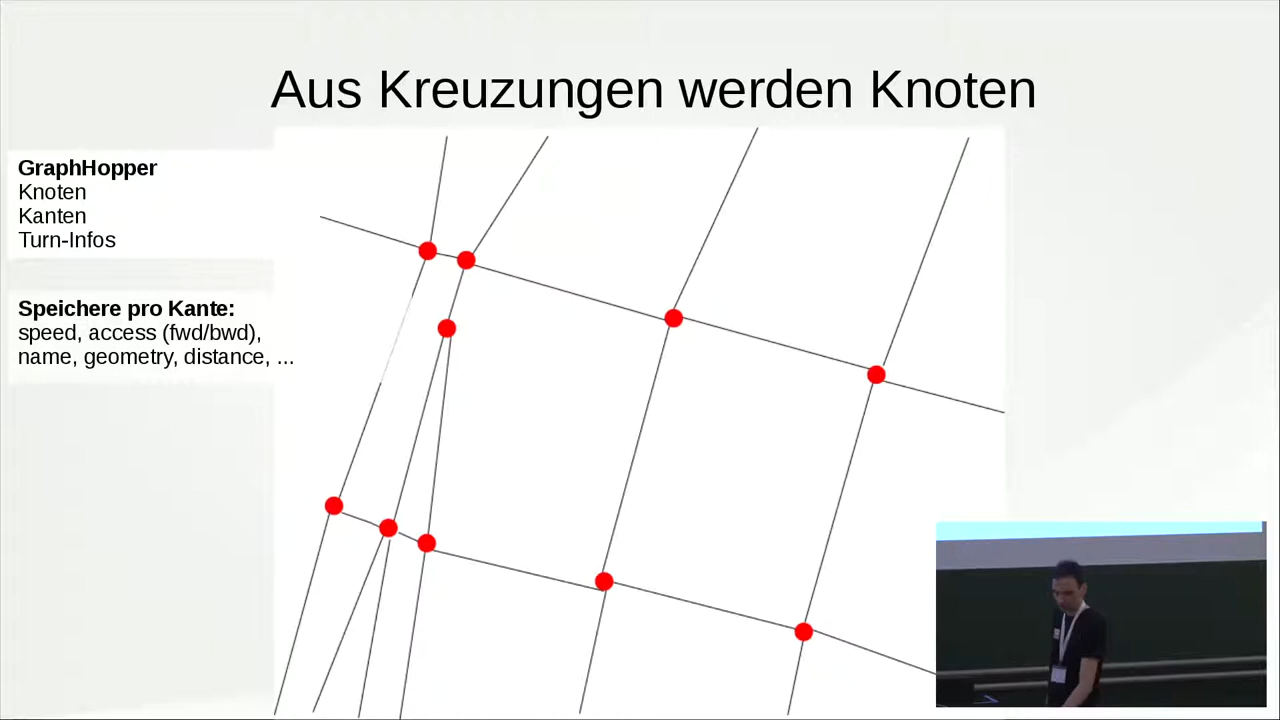 Aus Kreuzungen werden Knoten
GraphHopper
Knoten
Kanten
Turn-Infos
Speichere pro Kante:
speed, access (fwd/bwd),
name, geometry, distance, ...